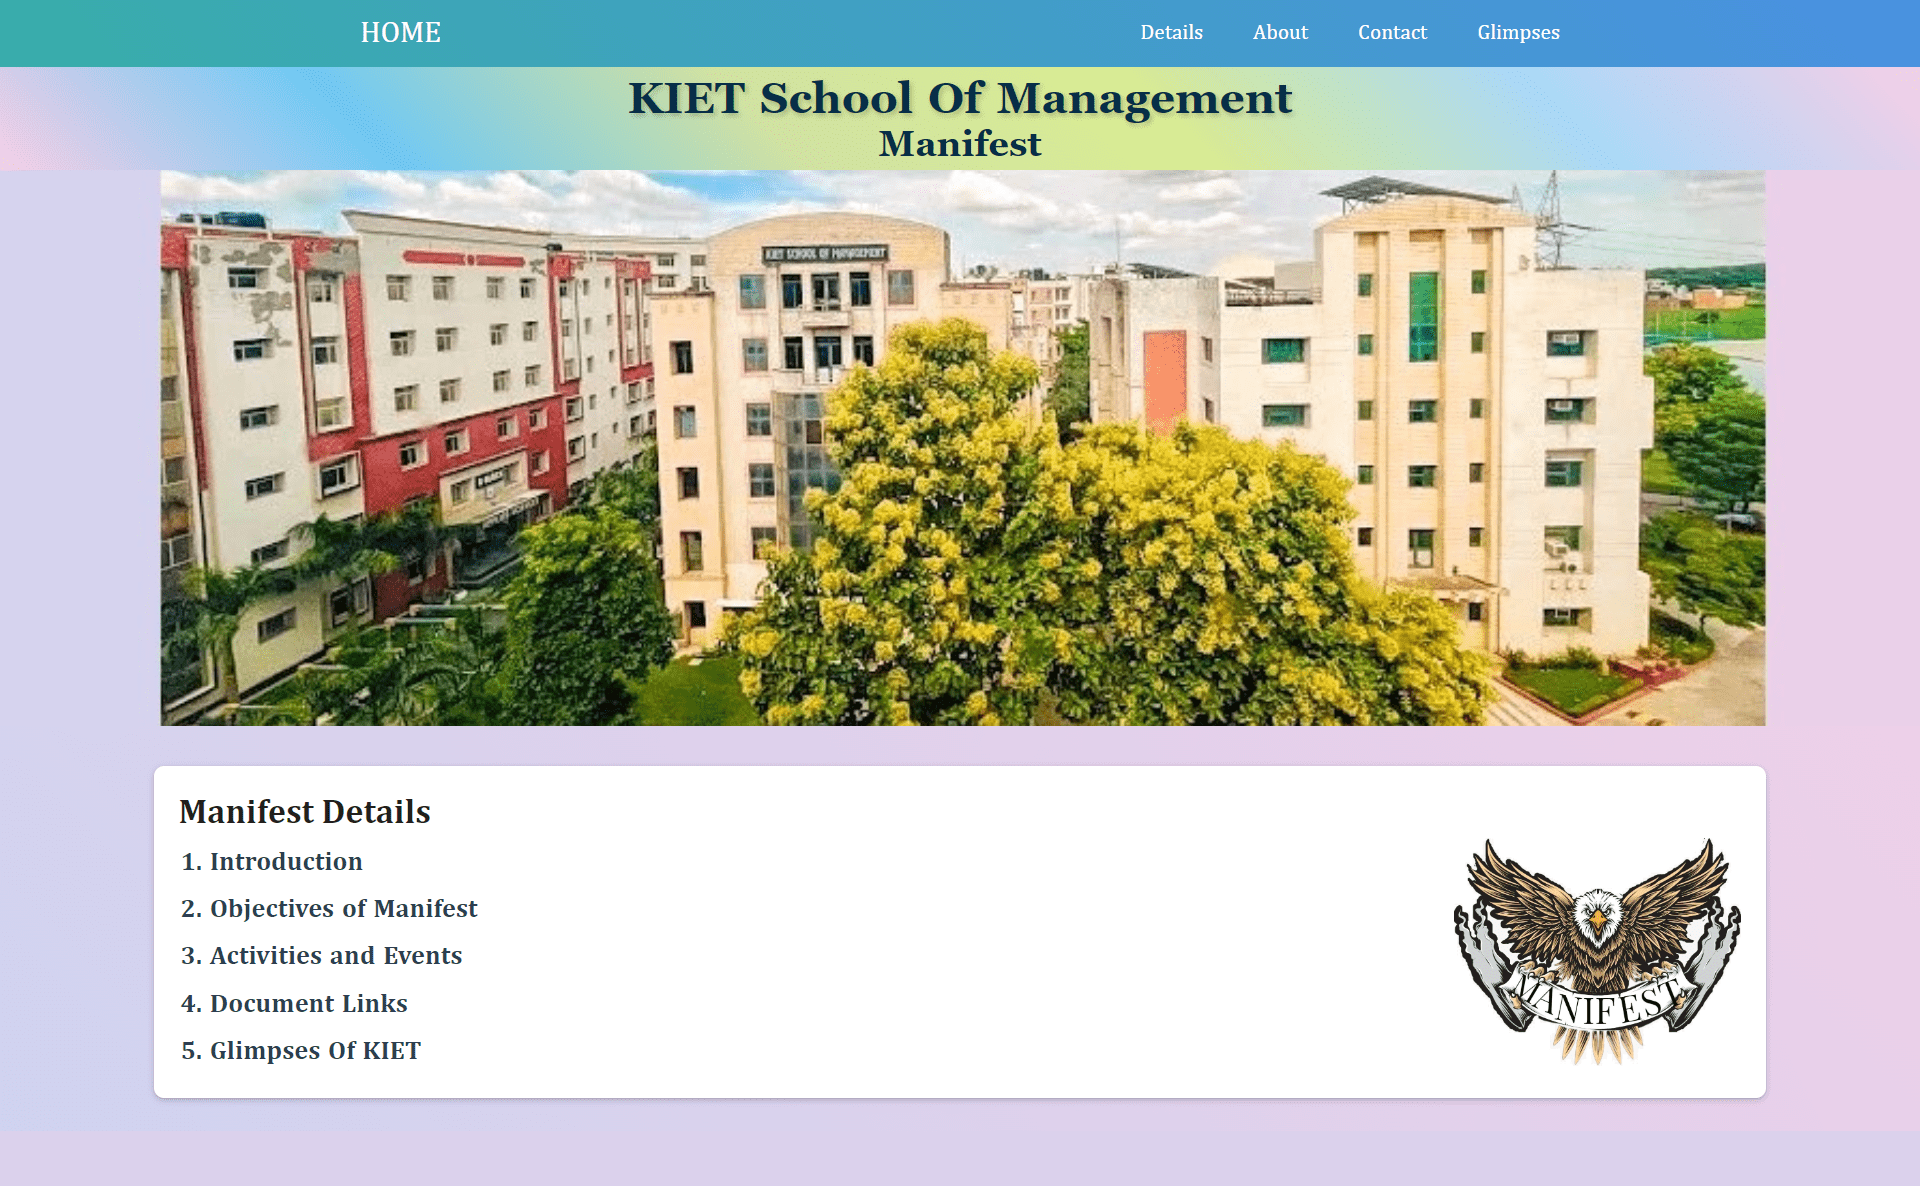 HOME
Details
About
Contact
Glimpses
KIET School Of Management
Manifest
KIET SCHOOL OF MANAGEMENT
Manifest Details
1. Introduction
2. Objectives of Manifest
3. Activities and Events
4. Document Links
5. Glimpses Of KIET
MANIFEST